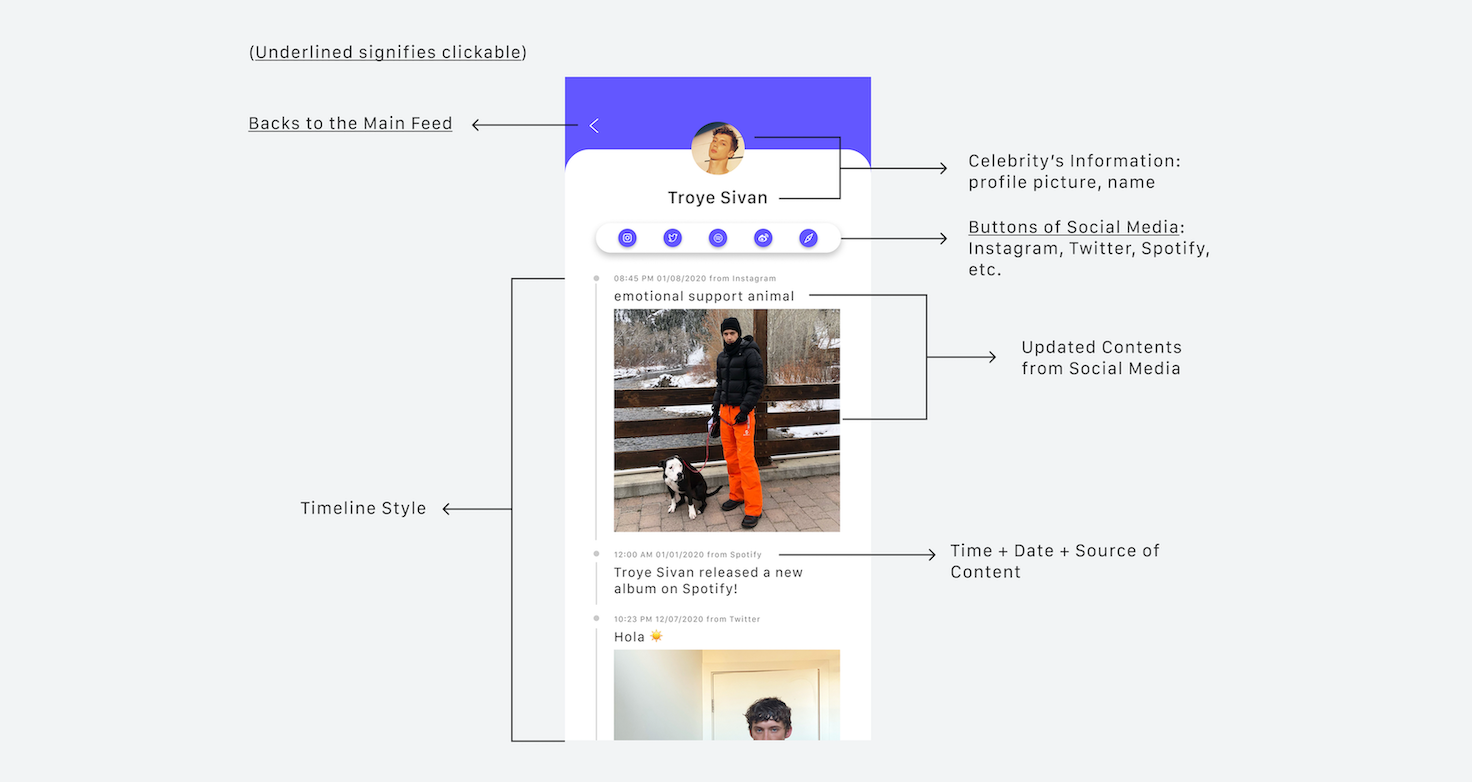 (Underlined signifies clickable)
Backs to the Main Feed
Celebrity's Information:
profile picture, name
Troye Sivan
Buttons of Social Media:
Instagram, Twitter, Spotify,
etc.
08:45 PM 01/08/2020 from Instagram
emotional support animal
Updated Contents
from Social Media
Timeline Style
12:00 AM 01/01/2020 from Spotify
Troye Sivan released a new
album on Spotify!
Time + Date + Source of
Content
10:23 PM 12/07/2020 from Twitter
Hola ☀️